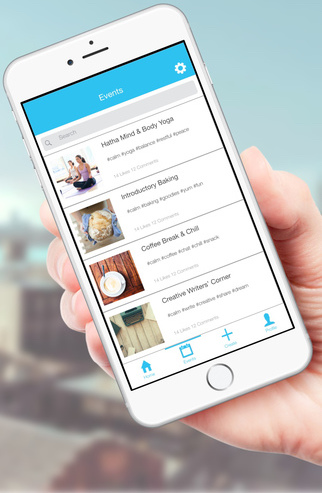 Events
Search
Hatha Mind & Body Yoga
#calm #yoga #balance #restful #peace
14 Likes 12 Comments
Introductory Baking
#calm #baking #goodies #yum #fun
14 Likes 12 Comments
Coffee Break & Chill
#calm #coffee #chat #chill #snack
14 Likes 12 Comments
Creative Writers' Corner
#calm #write #creative #share #dream
14 Likes 12 Comments
Home
Events
Create
Profile